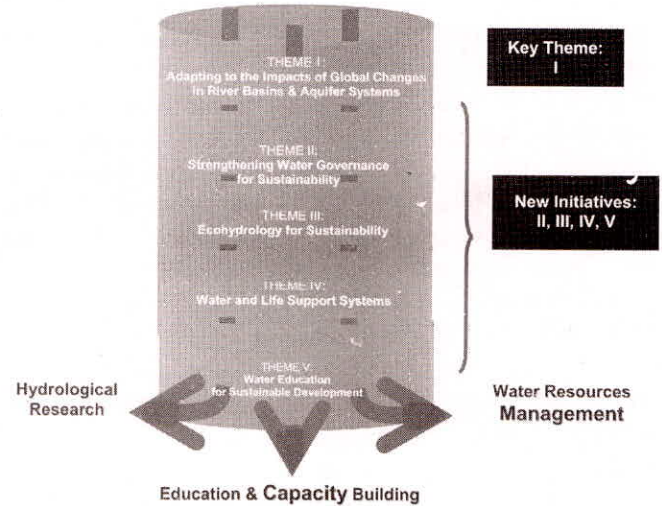 THEME I:
Adapting to the Impacts of Global Changes
in River Basins & Aquifer Systems
Key Theme:
I
THEME II:
Strengthening Water Governance
for Sustainability
THEME III:
Ecohydrology for Sustainability
New Initiatives:
II, III, IV, V
THEME IV:
Water and Life Support Systems
THEME V:
Water Education
for Sustainable Development
Hydrological
Research
Water Resources
Management
Education & Capacity Building